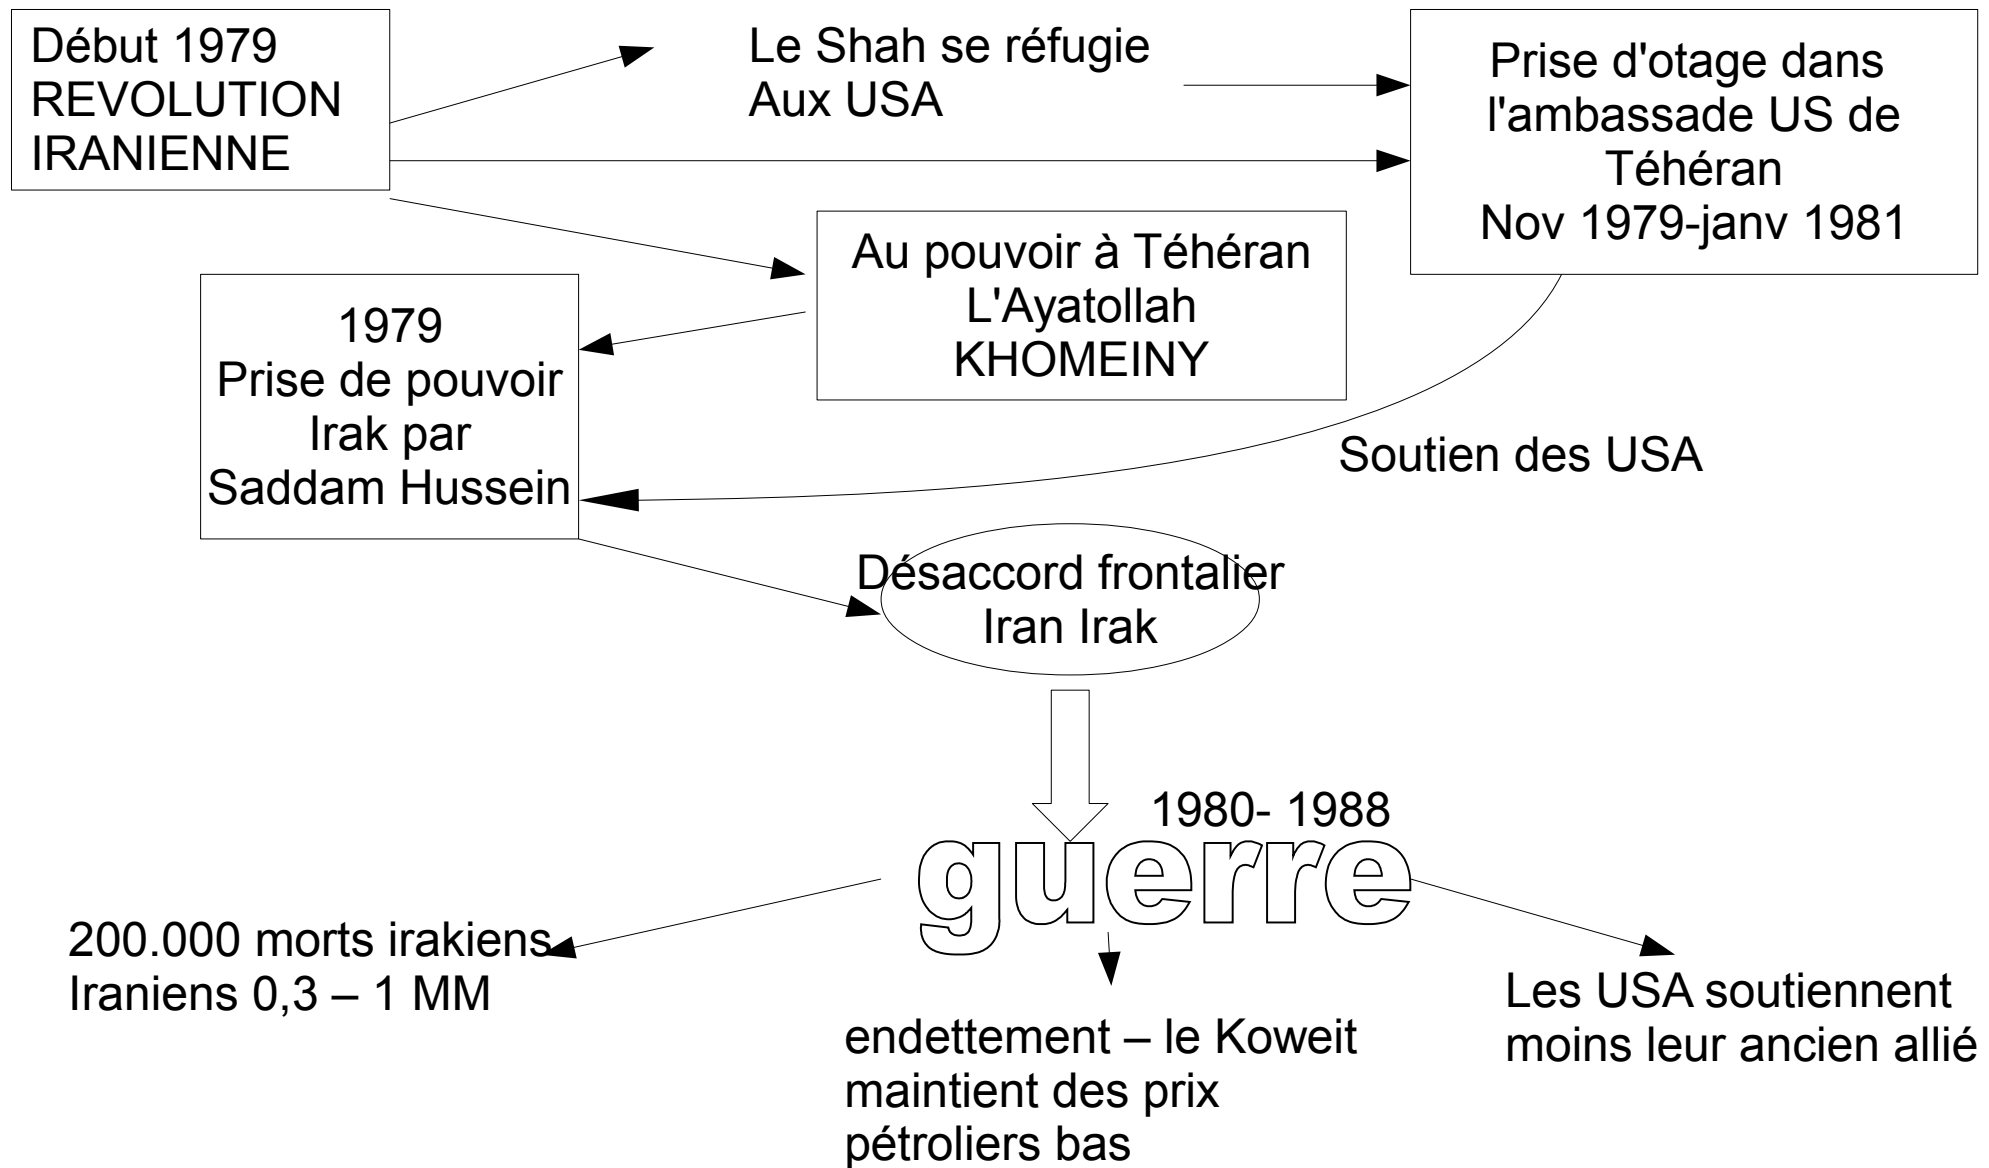 Début 1979
REVOLUTION
IRANIENNE
Le Shah se réfugie
Aux USA
Prise d'otage dans
l'ambassade US de
Téhéran
Nov 1979-janv 1981
Au pouvoir à Téhéran
L'Ayatollah
KHOMEINY
1979
Prise de pouvoir
Irak par
Saddam Hussein
Soutien des USA
Désaccord frontalier
Iran Irak
1980- 1988
guerre
200.000 morts irakiens
Iraniens 0,3 – 1 MM
endettement – le Koweit
maintient des prix
pétroliers bas
Les USA soutiennent
moins leur ancien allié